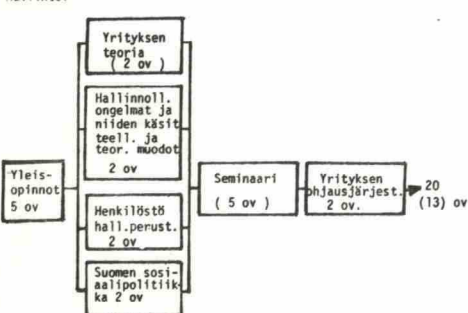 Yrityksen
teoria
( 2 ov )
Hallinnoll.
ongelmat ja
niiden käsit
teell. ja
teor. muodot
2 ov
Yleis-
opinnot
5 ov
Seminaari
( 5 ov )
Yrityksen
ohjausjärjest.
2 ov.
20
(13) ov
Henkilöstö
hall.perust.
2 ov
Suomen sosi-
aalipolitiik-
ka 2 ov